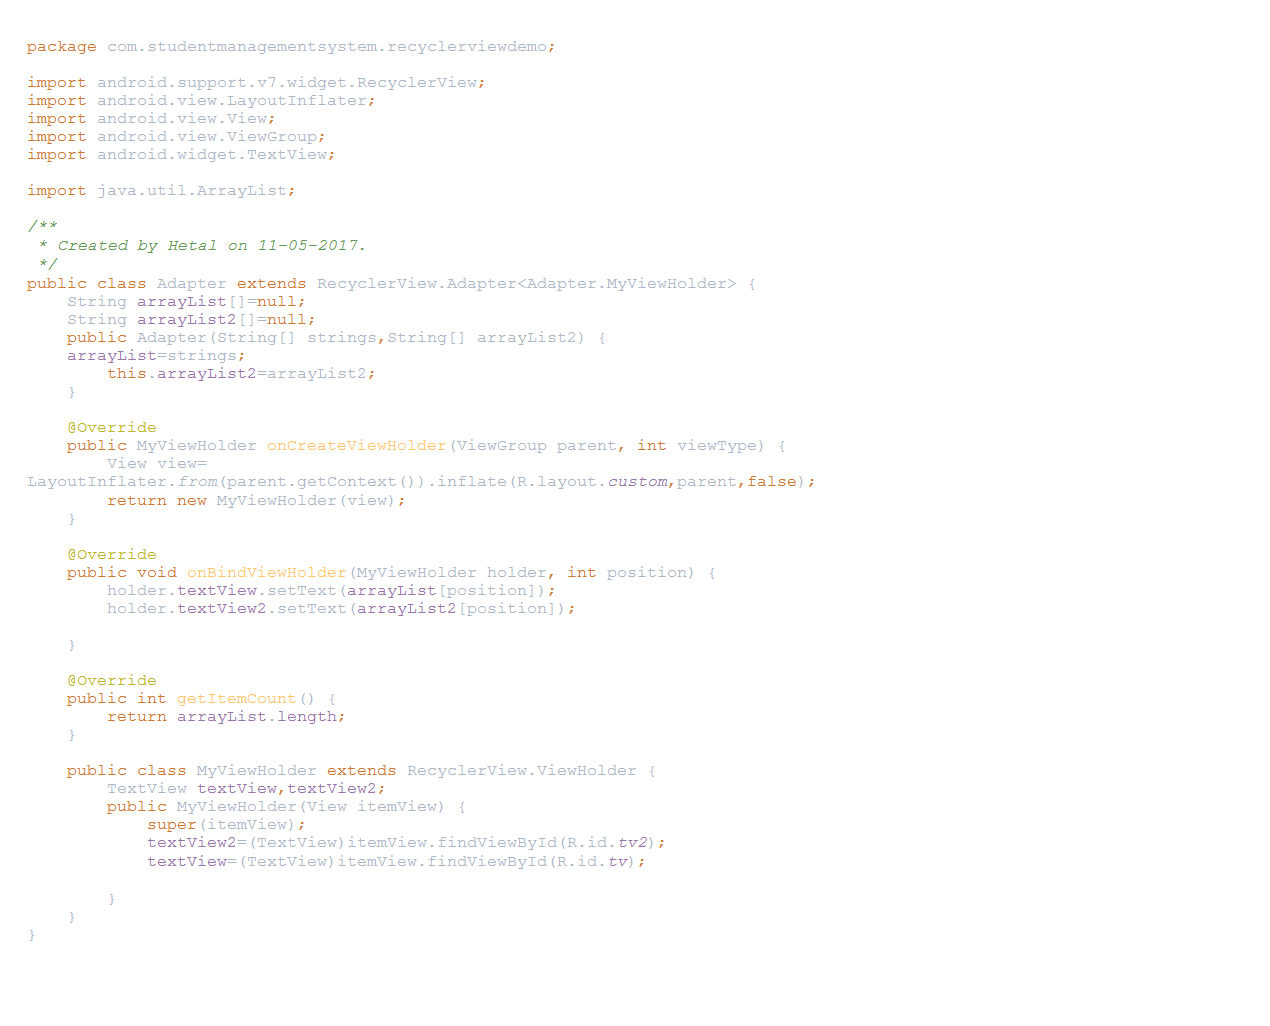 package com.studentmanagementsystem.recyclerviewdemo;

import android.support.v7.widget.RecyclerView;
import android.view.LayoutInflater;
import android.view.View;
import android.view.ViewGroup;
import android.widget.TextView;

import java.util.ArrayList;

/**
 * Created by Hetal on 11-05-2017.
 */
public class Adapter extends RecyclerView.Adapter<Adapter.MyViewHolder> {
    String arrayList[]=null;
    String arrayList2[]=null;
    public Adapter(String[] strings,String[] arrayList2) {
    arrayList=strings;
        this.arrayList2=arrayList2;
    }

    @Override
    public MyViewHolder onCreateViewHolder(ViewGroup parent, int viewType) {
        View view=
LayoutInflater.from(parent.getContext()).inflate(R.layout.custom,parent,false);
        return new MyViewHolder(view);
    }

    @Override
    public void onBindViewHolder(MyViewHolder holder, int position) {
        holder.textView.setText(arrayList[position]);
        holder.textView2.setText(arrayList2[position]);

    }

    @Override
    public int getItemCount() {
        return arrayList.length;
    }

    public class MyViewHolder extends RecyclerView.ViewHolder {
        TextView textView,textView2;
        public MyViewHolder(View itemView) {
            super(itemView);
            textView2=(TextView)itemView.findViewById(R.id.tv2);
            textView=(TextView)itemView.findViewById(R.id.tv);

        }
    }
}